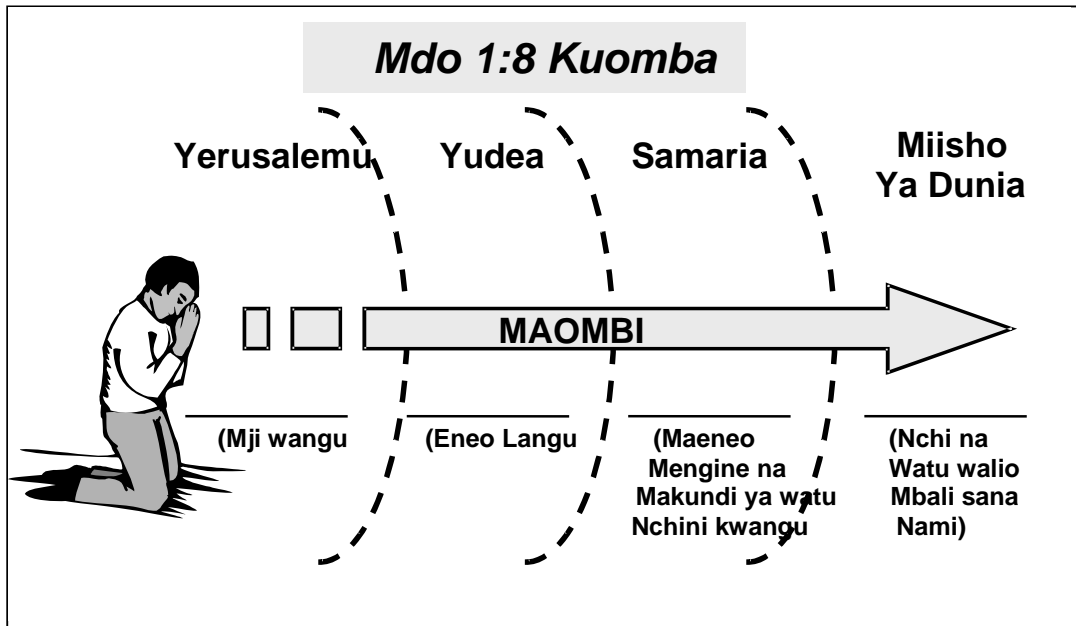 Mdo 1:8 Kuomba
Yerusalemu
Yudea
Samaria
Miisho
Ya Dunia
MAOMBI
(Mji wangu
(Eneo Langu
(Maeneo
Mengine na
Makundi ya watu
Nchini kwangu
(Nchi na
Watu walio
Mbali sana
Nami)